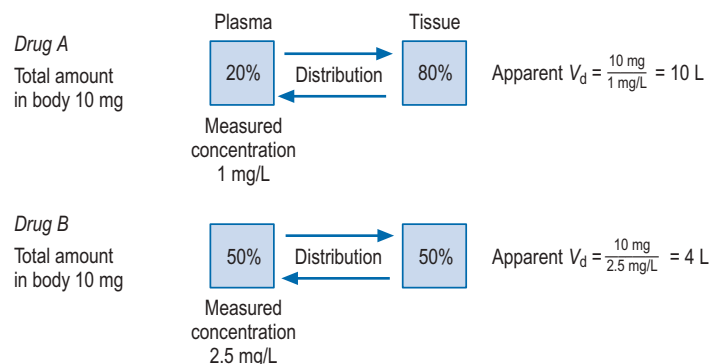 Plasma
Tissue
Drug A
Total amount
in body 10 mg
20%
Distribution
80%
Apparent Vd = 10 mg / 1 mg/L = 10 L
Measured
concentration
1 mg/L
Drug B
Total amount
in body 10 mg
50%
Distribution
50%
Apparent Vd = 10 mg / 2.5 mg/L = 4 L
Measured
concentration
2.5 mg/L